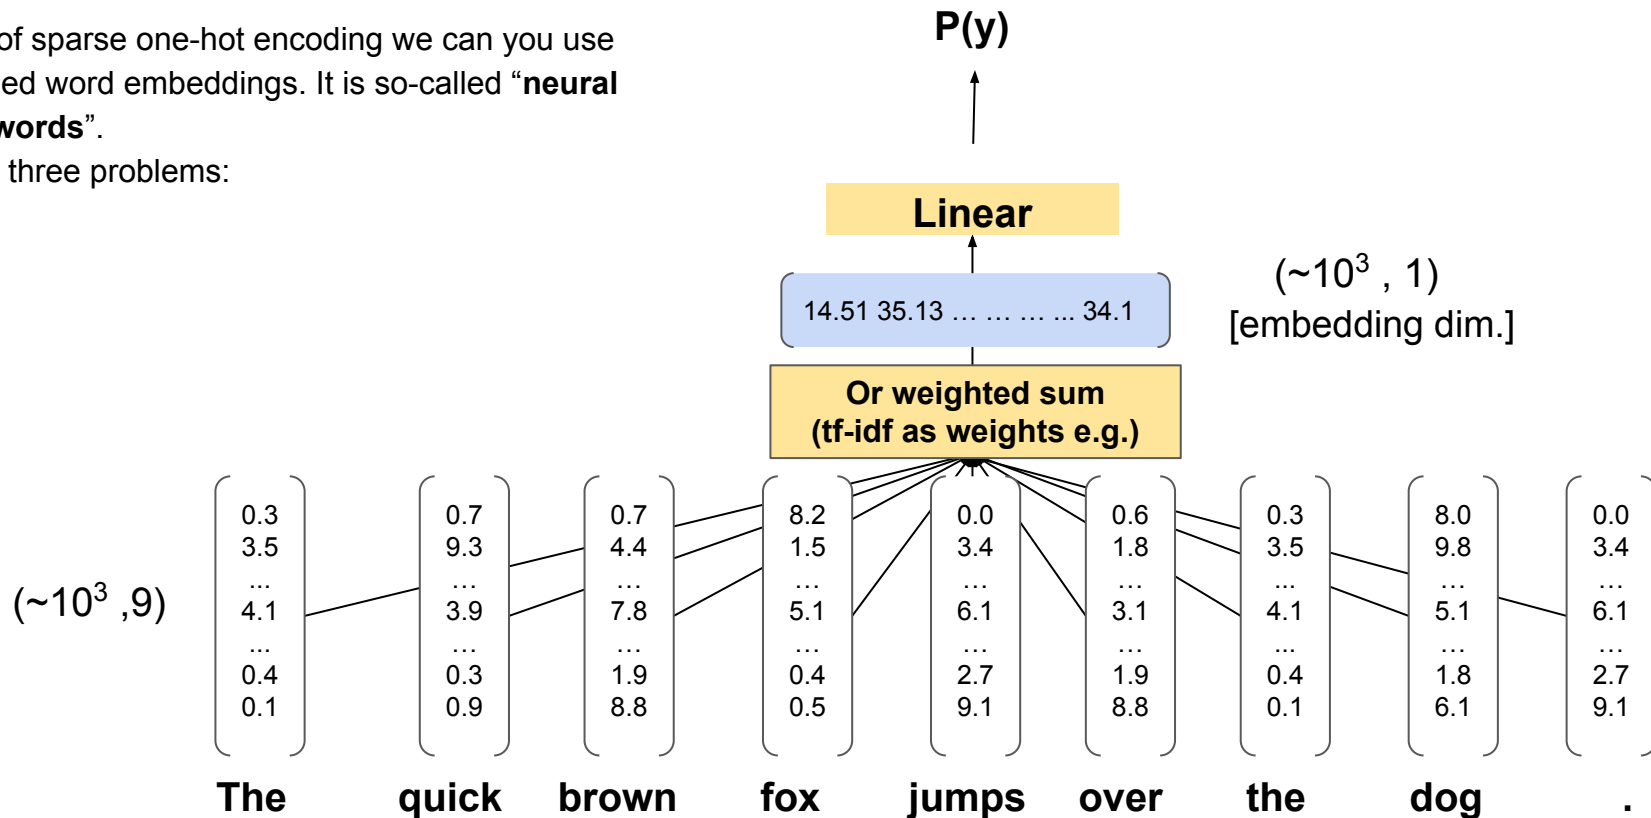 of sparse one-hot encoding we can you use
ed word embeddings. It is so-called “neural
words”.
three problems:
P(y)
Linear
14.51 35.13 … … … ... 34.1
(~10³ , 1)
[embedding dim.]
Or weighted sum
(tf-idf as weights e.g.)
0.3 0.7 0.7 8.2 0.0 0.6 0.3 8.0 0.0
3.5 9.3 4.4 1.5 3.4 1.8 3.5 9.8 3.4
... … … … … … ... … …
(~10³ ,9)
4.1 3.9 7.8 5.1 6.1 3.1 4.1 5.1 6.1
... … … … … … ... … …
0.4 0.3 1.9 0.4 2.7 1.9 0.4 1.8 2.7
0.1 0.9 8.8 0.5 9.1 8.8 0.1 6.1 9.1
The quick brown fox jumps over the dog .